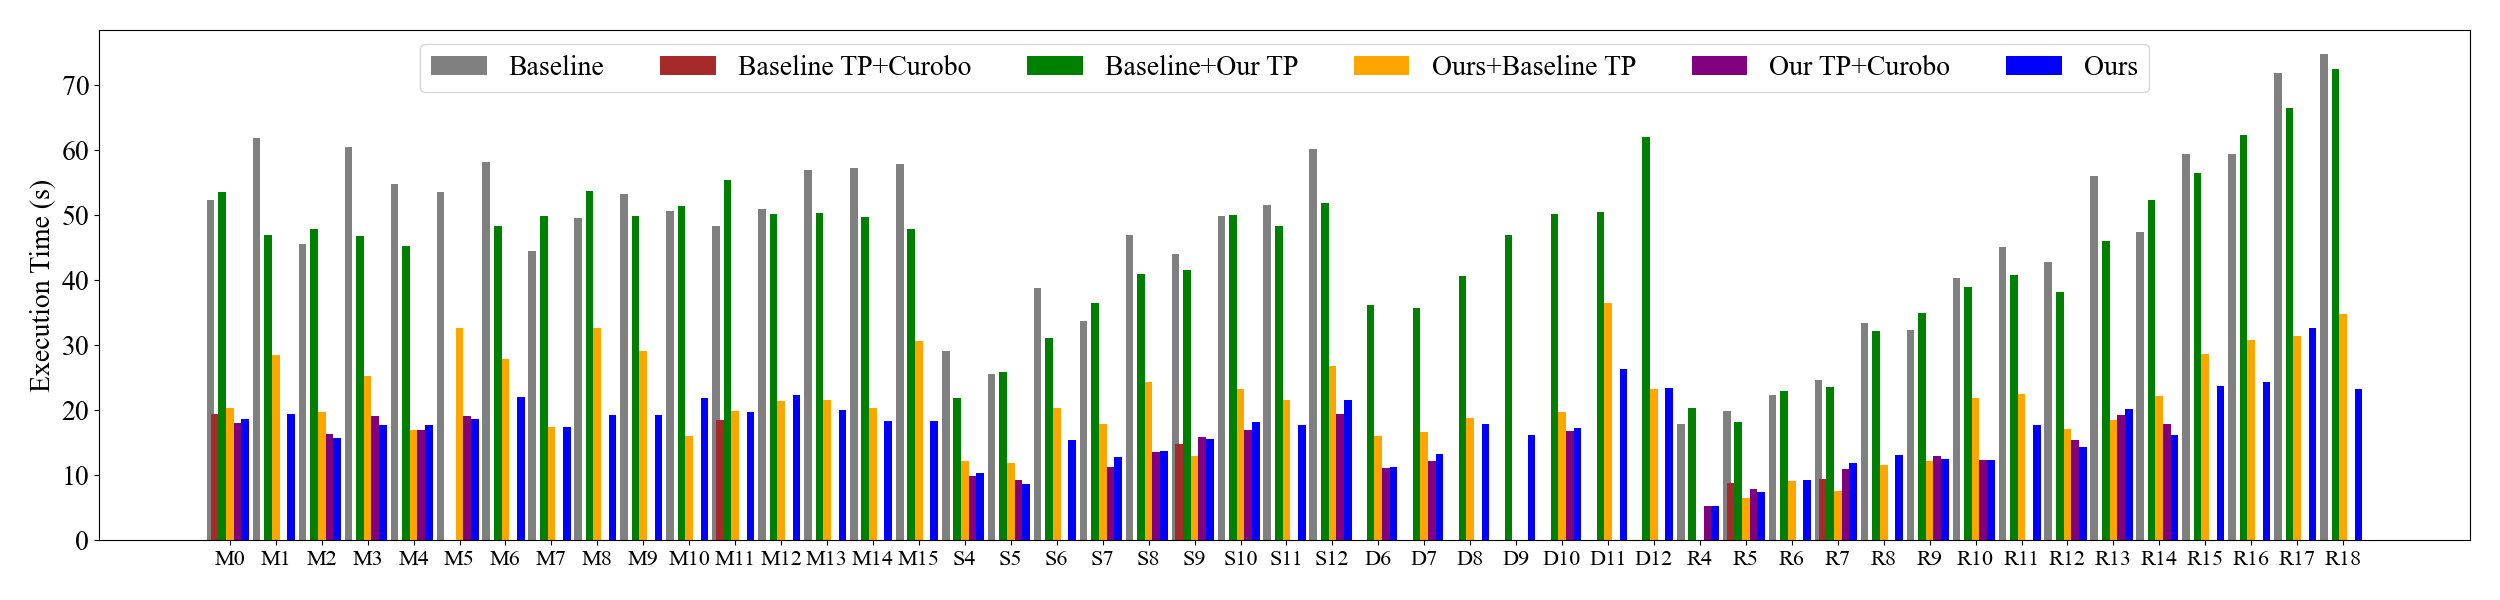 Baseline Baseline TP+Curobo Baseline+Our TP Ours+Baseline TP Our TP+Curobo Ours
Execution Time (s)
70
60
50
40
30
20
10
0
M0 M1 M2 M3 M4 M5 M6 M7 M8 M9 M10 M11 M12 M13 M14 M15 S4 S5 S6 S7 S8 S9 S10 S11 S12 D6 D7 D8 D9 D10 D11 D12 R4 R5 R6 R7 R8 R9 R10 R11 R12 R13 R14 R15 R16 R17 R18